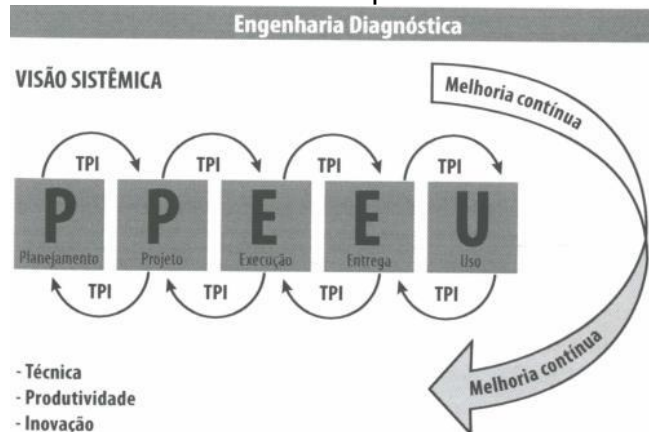 Engenharia Diagnóstica
VISÃO SISTÊMICA
Melhoria contínua
TPI TPI TPI TPI
P P E E U
Planejamento Projeto Execução Entrega Uso
TPI TPI TPI TPI
Melhoria contínua
- Técnica
- Produtividade
- Inovação